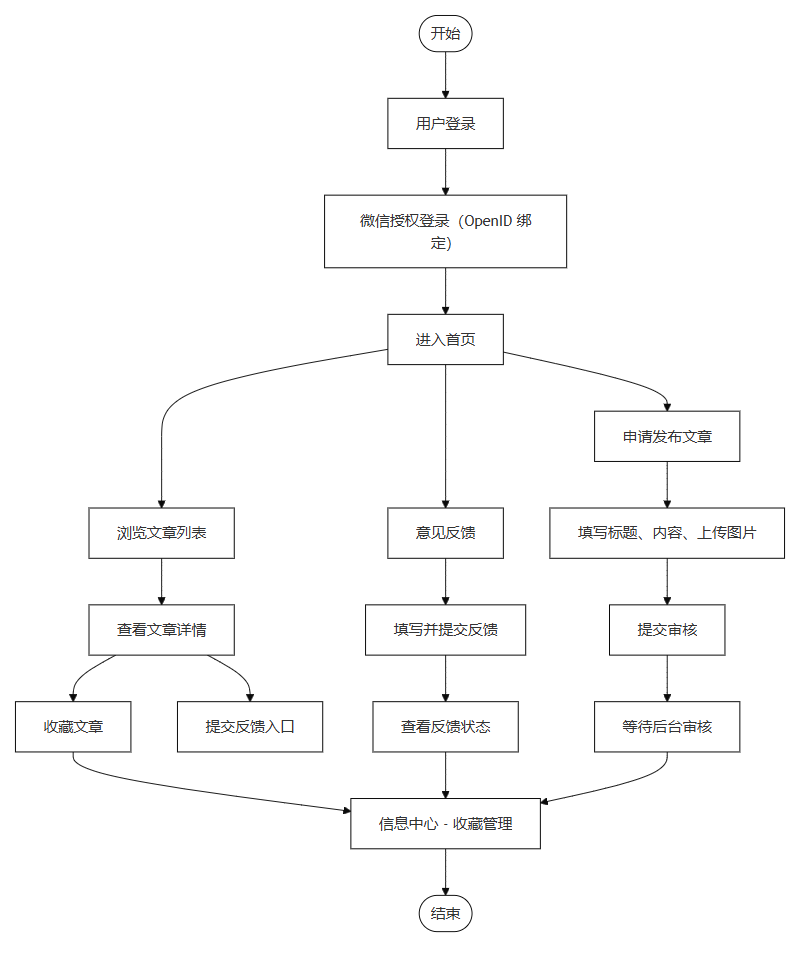 开始
用户登录
微信授权登录（OpenID 绑
定）
进入首页
申请发布文章
浏览文章列表
意见反馈
填写标题、内容、上传图片
查看文章详情
填写并提交反馈
提交审核
收藏文章
提交反馈入口
查看反馈状态
等待后台审核
信息中心 - 收藏管理
结束